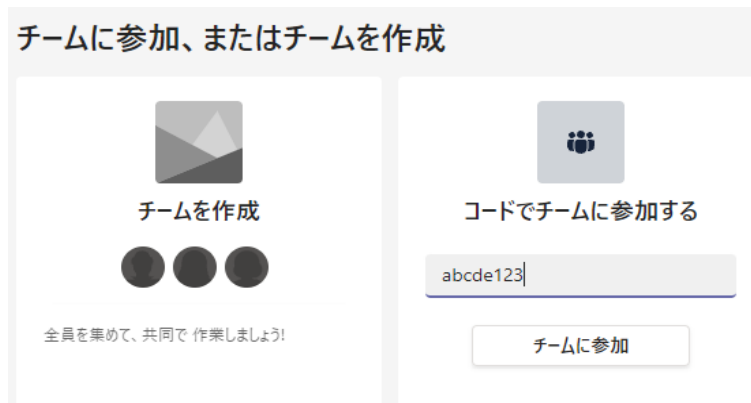 チームに参加、またはチームを作成
チームを作成
全員を集めて、共同で 作業しましょう!
コードでチームに参加する
abcde123
チームに参加